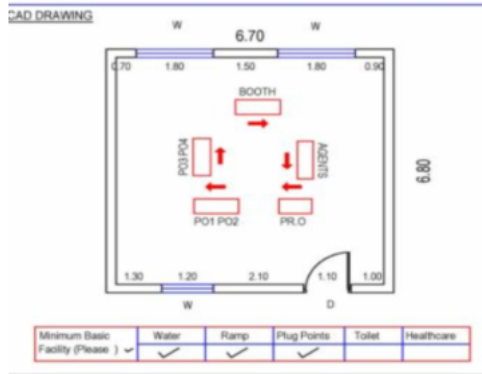 CAD DRAWING
W W
6.70
0.70 1.80 1.50 1.80 0.90
BOOTH
PO3 PO4
AGENTS
6.80
PO1 PO2 PR.O
1.30 1.20 2.10 1.10 1.00
W D
Minimum Basic Facility (Please ) ✓ Water Ramp Plug Points Toilet Healthcare
✓ ✓ ✓